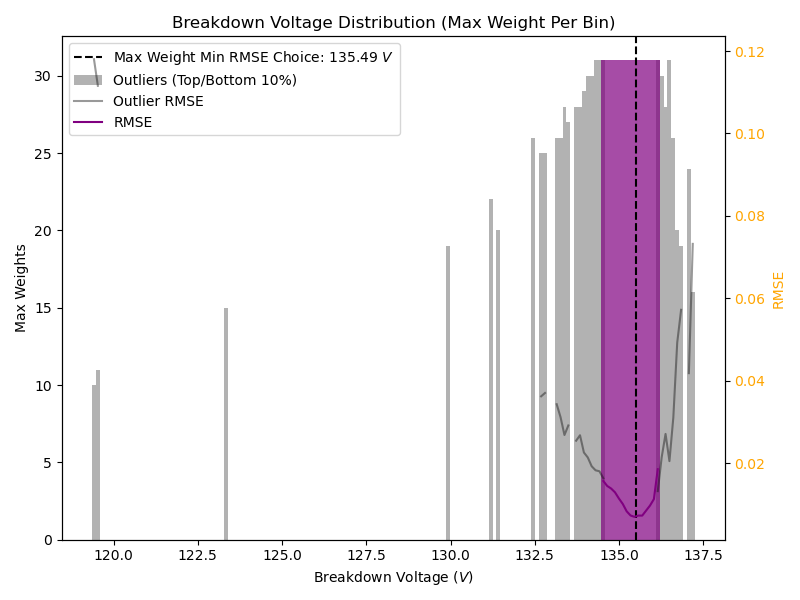 Breakdown Voltage Distribution (Max Weight Per Bin)
Max Weight Min RMSE Choice: 135.49 V
Outliers (Top/Bottom 10%)
Outlier RMSE
RMSE
30
25
20
15
10
5
0
Max Weights
0.12
0.10
0.08
0.06
0.04
0.02
RMSE
120.0 122.5 125.0 127.5 130.0 132.5 135.0 137.5
Breakdown Voltage (V)